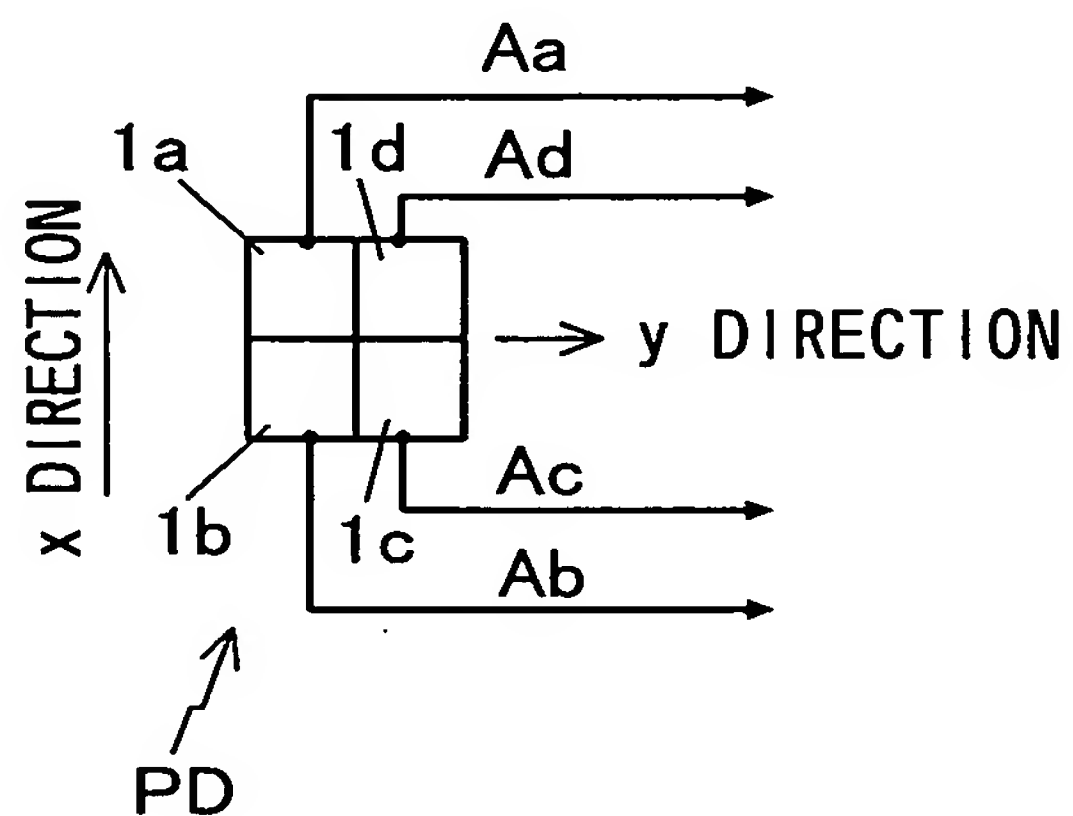 Aa
1a
1d
Ad
x DIRECTION
y DIRECTION
Ac
1b
1c
Ab
PD